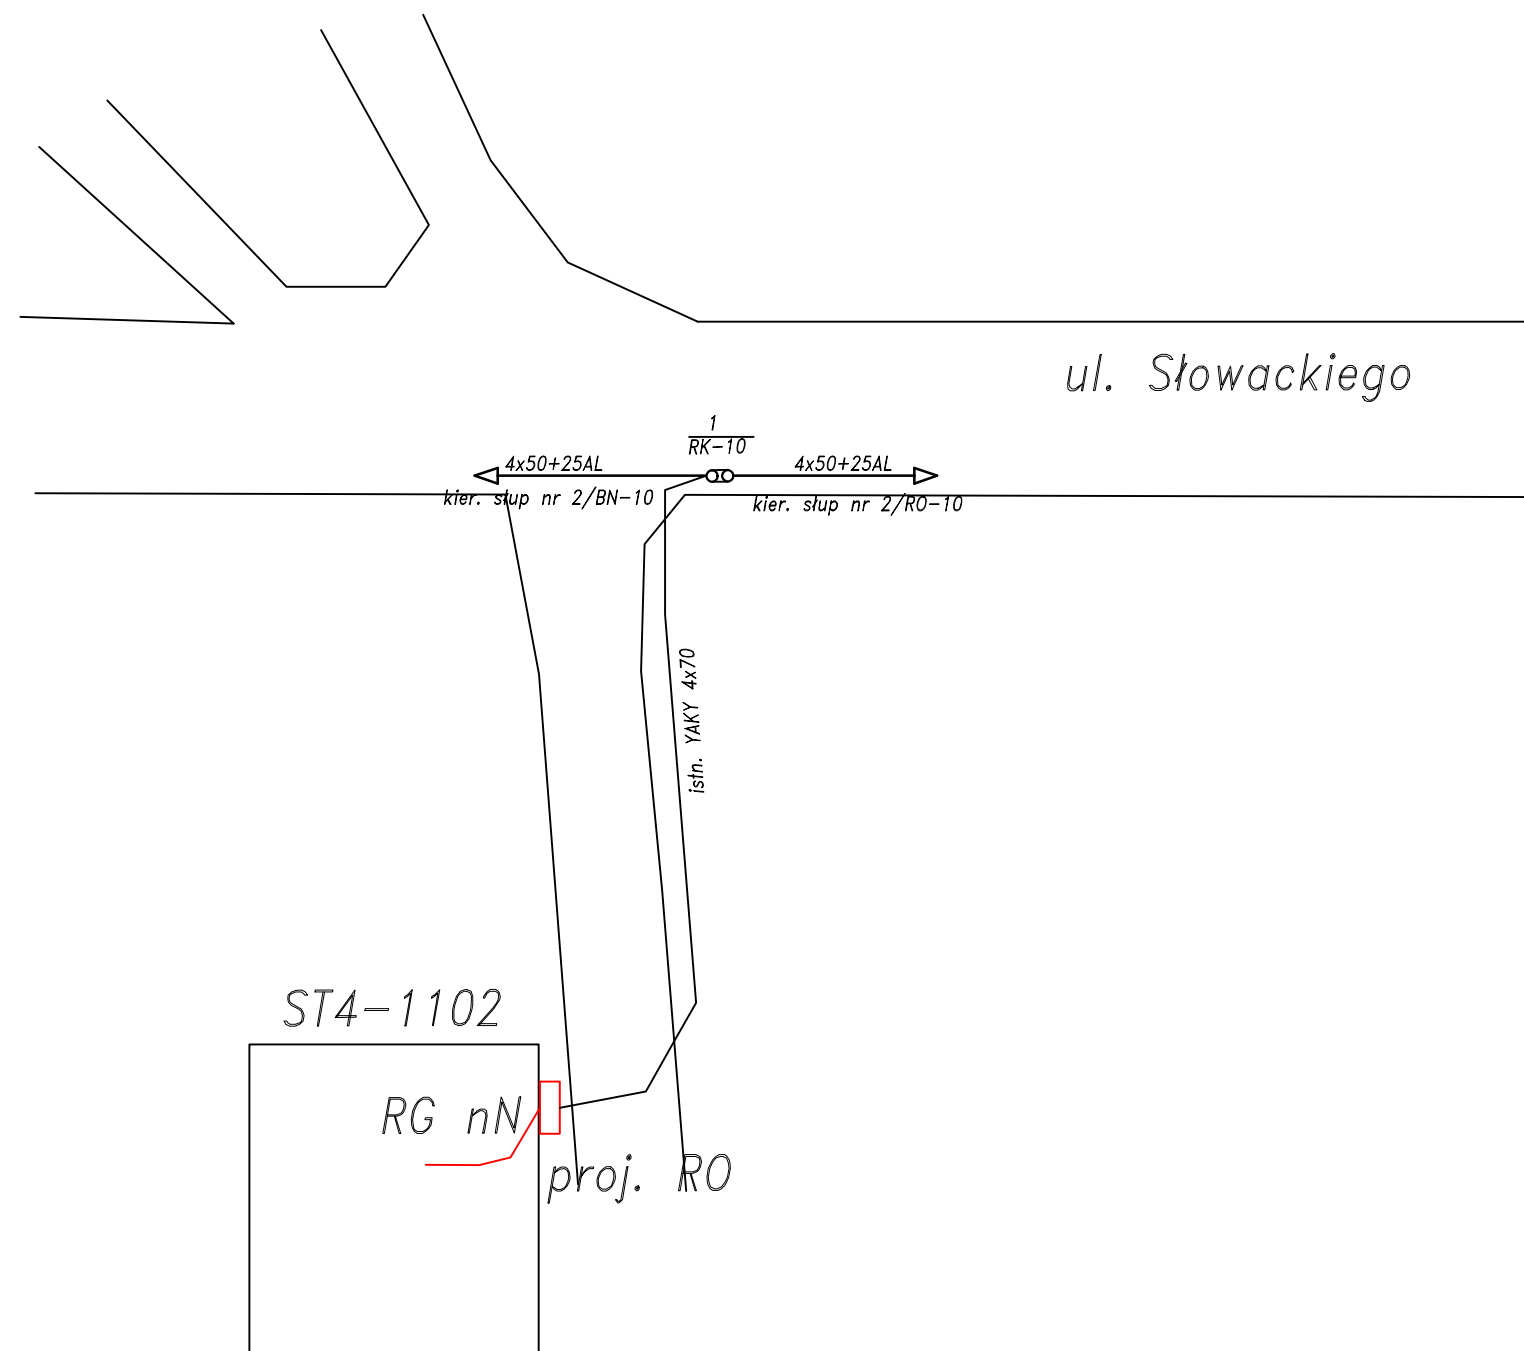 ul. Słowackiego
1
RK-10
4x50+25AL
4x50+25AL
kier. słup nr 2/BN-10
kier. słup nr 2/RO-10
istn. YAKY 4x70
ST4-1102
RG nN
proj. RO